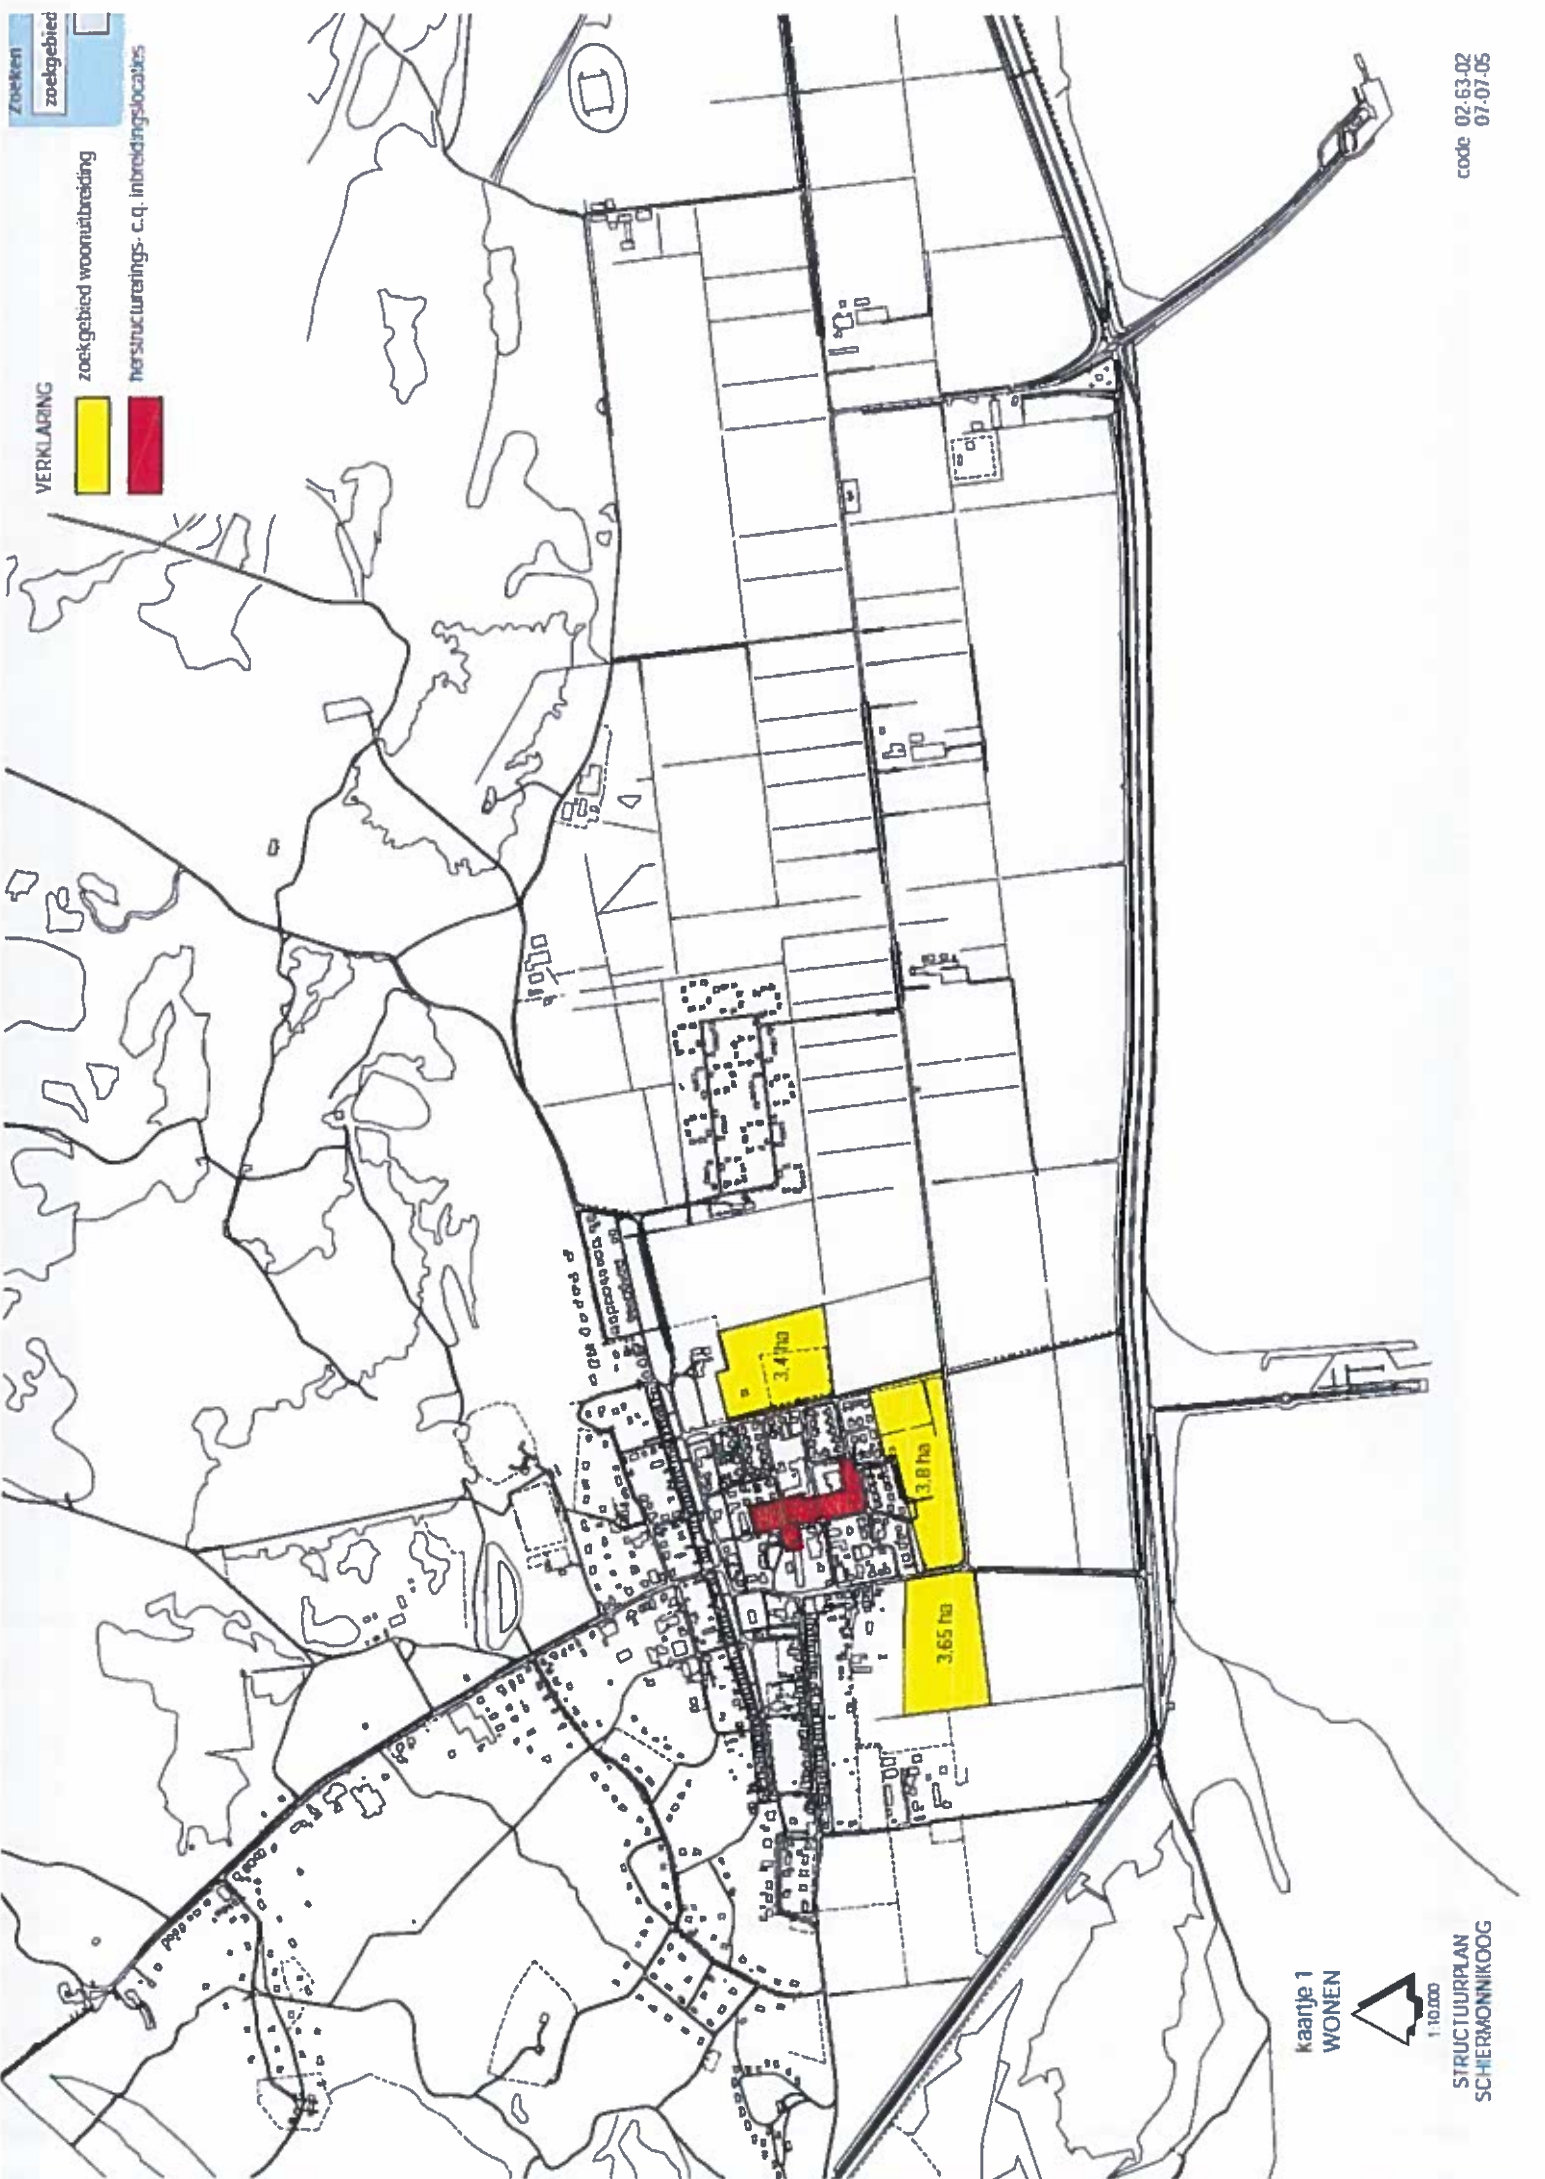 Zoeken
zoekgebied
VERKLARING
zoekgebied woonuitbreiding
herstructurerings- c.q. inbreidingslocaties
3,4 ha
3,8 ha
3,65 ha
kaartje 1
WONEN
1:10.000
STRUCTUURPLAN
SCHIERMONNIKOOG
code 02-63-02
07-07-05